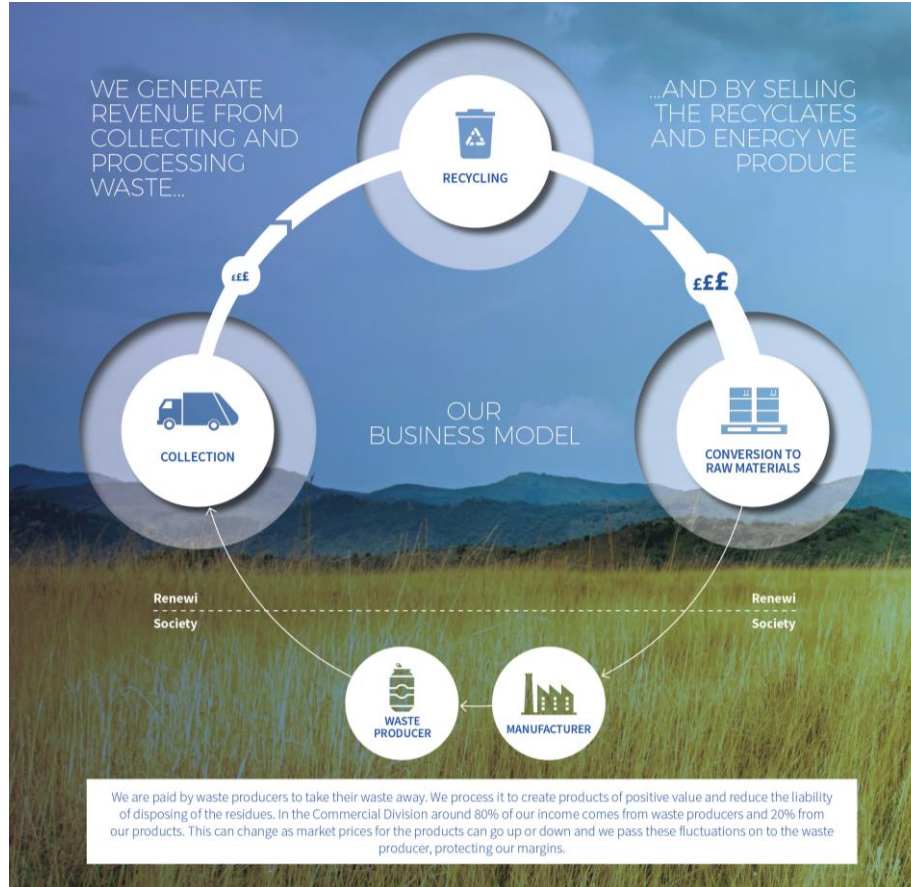 WE GENERATE
REVENUE FROM
COLLECTING AND
PROCESSING
WASTE...
...AND BY SELLING
THE RECYCLATES
AND ENERGY WE
PRODUCE
RECYCLING
£££
£££
COLLECTION
OUR
BUSINESS MODEL
CONVERSION TO
RAW MATERIALS
Renewi
Society
Renewi
Society
WASTE
PRODUCER
MANUFACTURER
We are paid by waste producers to take their waste away. We process it to create products of positive value and reduce the liability
of disposing of the residues. In the Commercial Division around 80% of our income comes from waste producers and 20% from
our products. This can change as market prices for the products can go up or down and we pass these fluctuations on to the waste
producer, protecting our margins.